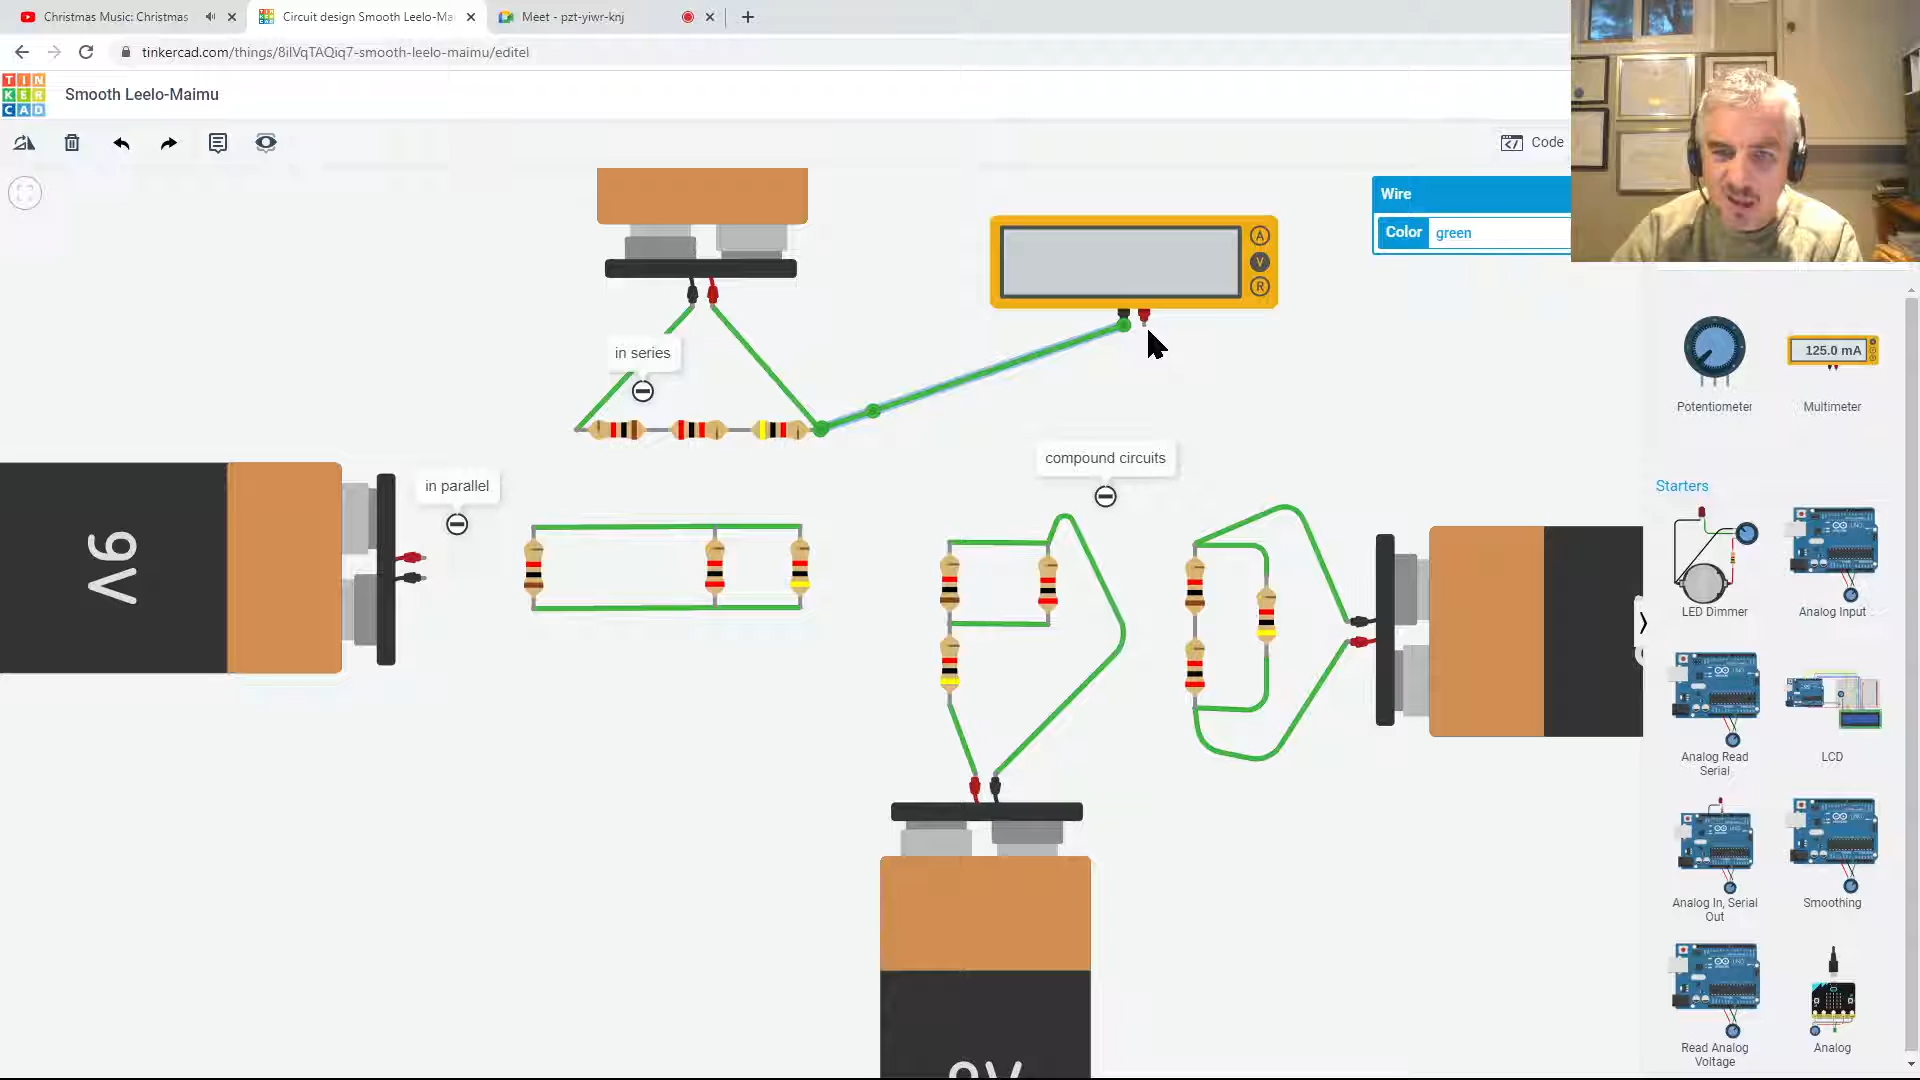 Christmas Music: Christmas
Circuit design Smooth Leelo-Ma
Meet - pzt-yiwr-knj
tinkercad.com/things/8ilVqTAQiq7-smooth-leelo-maimu/editel
TIN
KER
CAD
Smooth Leelo-Maimu
Code
Wire
Color green
A
V
R
in series
in parallel
compound circuits
9V
9V
125.0 mA
Potentiometer
Multimeter
Starters
LED Dimmer
Analog Input
Analog Read
Serial
LCD
Analog In, Serial
Out
Smoothing
Read Analog
Voltage
Analog